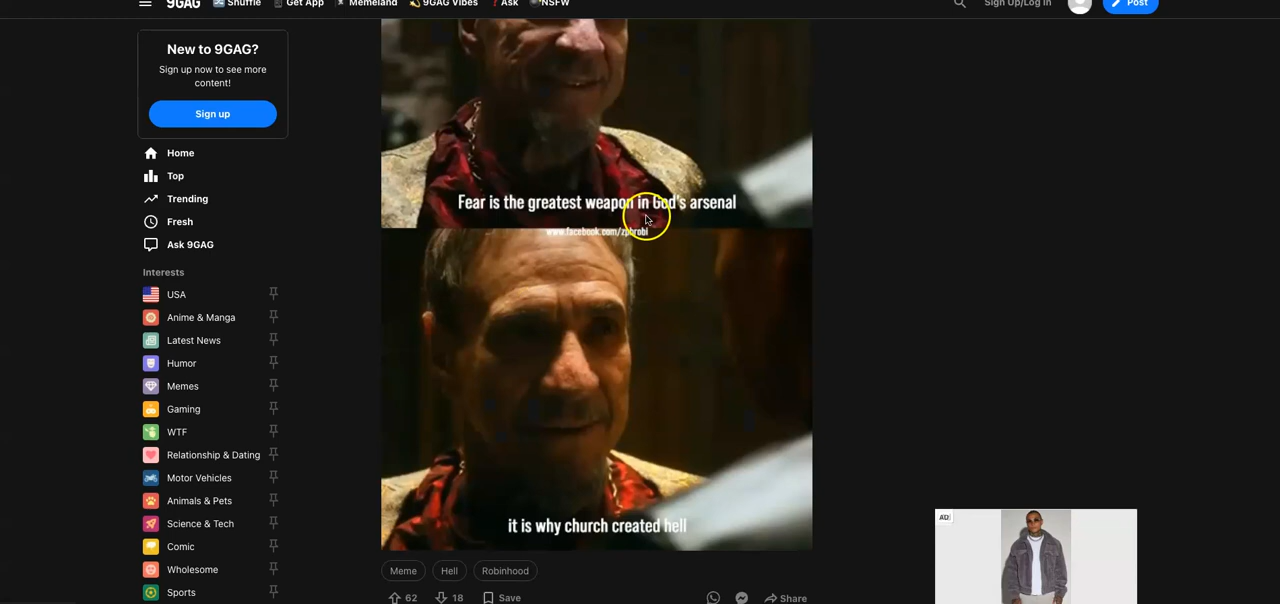 9GAG Shuffle Get App Memeland 9GAG Vibes Ask NSFW Sign Up/Log In Post
New to 9GAG?
Sign up now to see more
content!
Sign up
Home
Top
Trending
Fresh
Ask 9GAG
Interests
USA
Anime & Manga
Latest News
Humor
Memes
Gaming
WTF
Relationship & Dating
Motor Vehicles
Animals & Pets
Science & Tech
Comic
Wholesome
Sports
Fear is the greatest weapon in God's arsenal
it is why church created hell
Meme Hell Robinhood
62 18 Save Share
AD